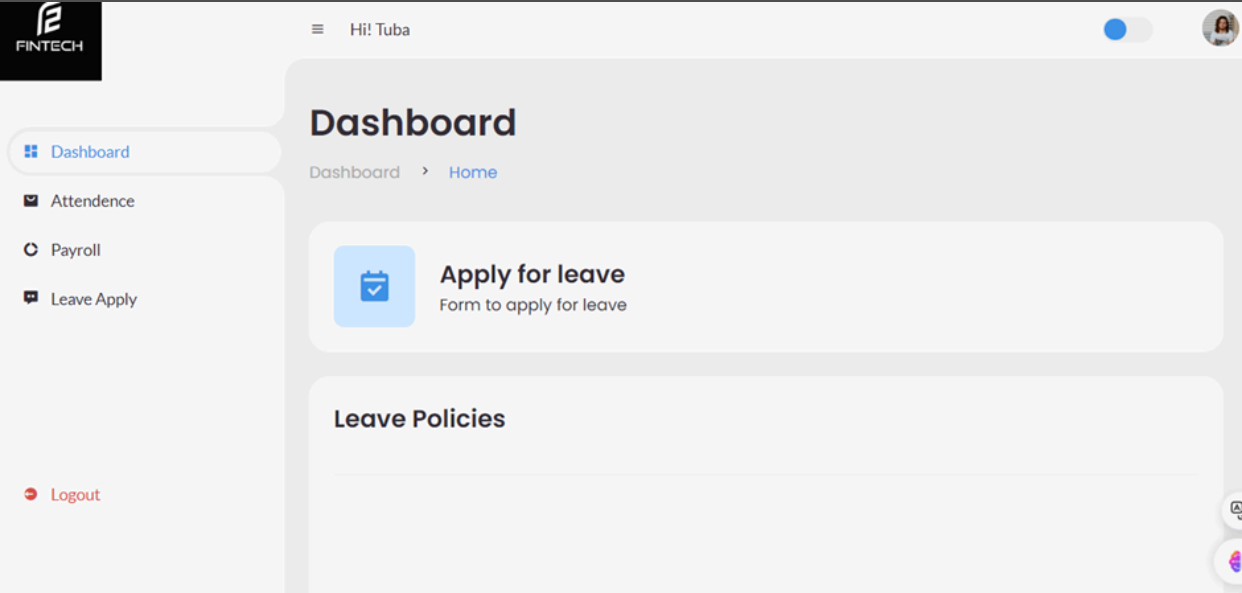 FINTECH
Hi! Tuba
Dashboard
Attendence
Payroll
Leave Apply
Logout
Dashboard
Dashboard > Home
Apply for leave
Form to apply for leave
Leave Policies